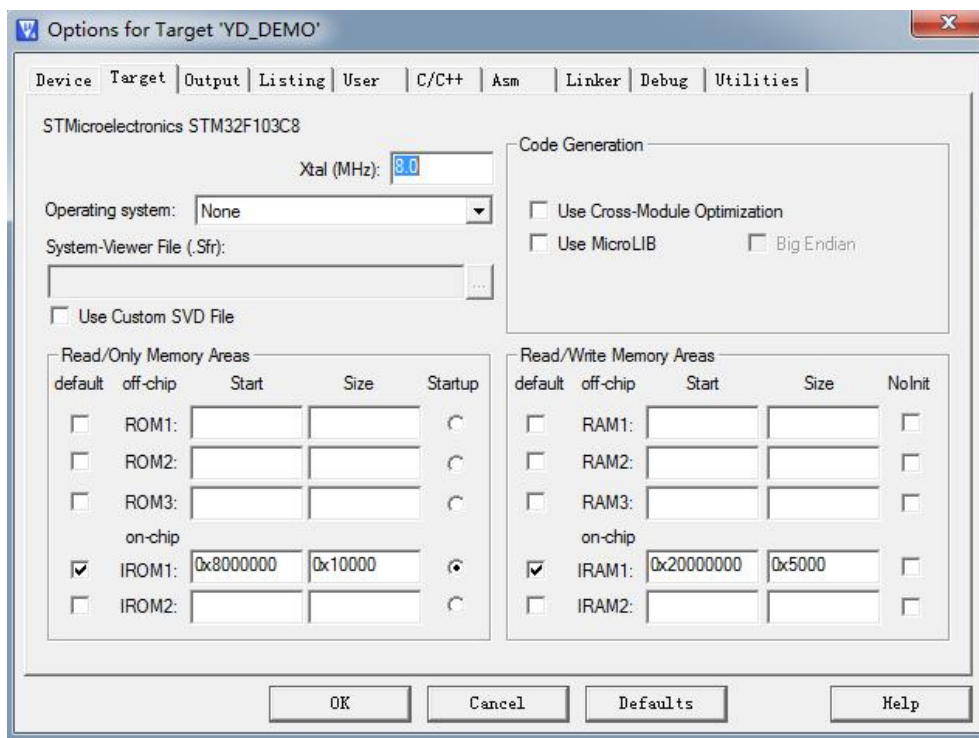 Options for Target 'YD_DEMO'
Device Target Output Listing User C/C++ Asm Linker Debug Utilities
STMicroelectronics STM32F103C8
Xtal (MHz): 8.0
Operating system: None
System-Viewer File (.Sfr):
...
Use Custom SVD File
Code Generation
Use Cross-Module Optimization
Use MicroLIB Big Endian
Read/Only Memory Areas
default off-chip Start Size Startup
ROM1:
ROM2:
ROM3:
on-chip
IROM1: 0x8000000 0x10000
IROM2:
Read/Write Memory Areas
default off-chip Start Size NoInit
RAM1:
RAM2:
RAM3:
on-chip
IRAM1: 0x20000000 0x5000
IRAM2:
OK Cancel Defaults Help